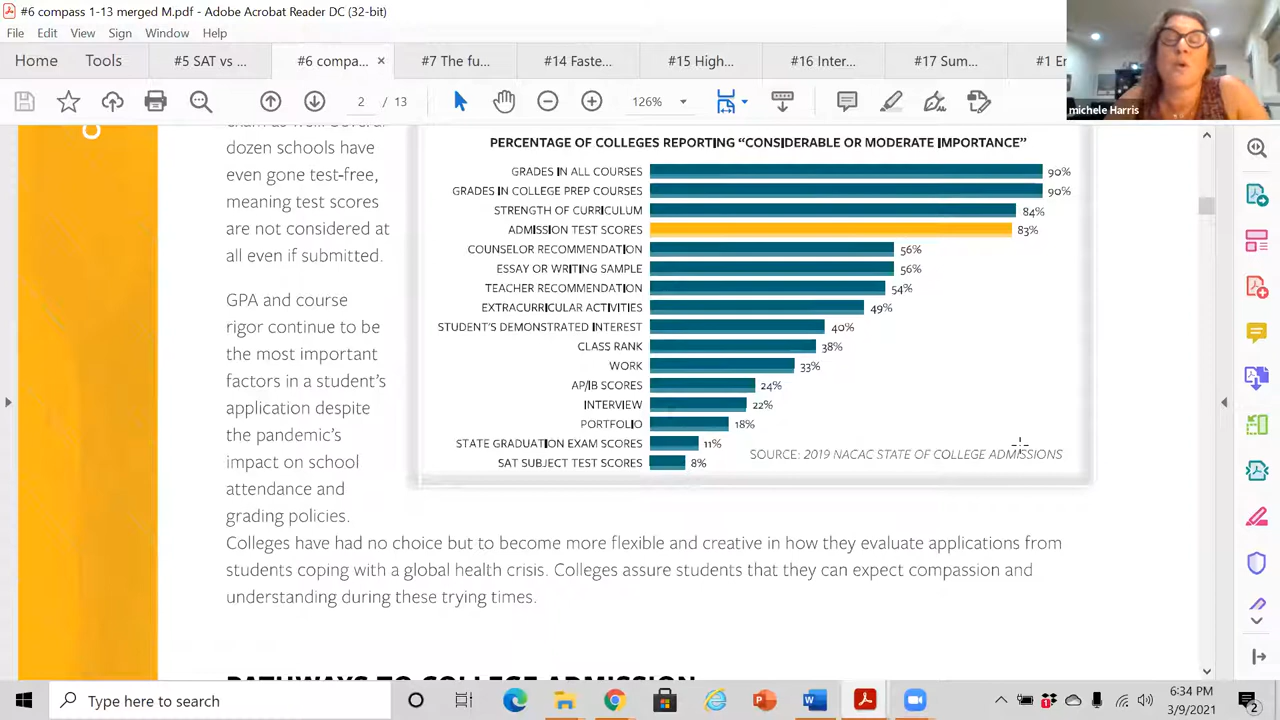 #6 compass 1-13 merged M.pdf - Adobe Acrobat Reader DC (32-bit)
File Edit View Sign Window Help
Home Tools #5 SAT vs ... #6 compa... × #7 The fu... #14 Faste... #15 High... #16 Inter... #17 Sum... #1 E
2 / 13 126%
michele Harris
dozen schools have
even gone test-free,
meaning test scores
are not considered at
all even if submitted.
GPA and course
rigor continue to be
the most important
factors in a student's
application despite
the pandemic's
impact on school
attendance and
grading policies.
PERCENTAGE OF COLLEGES REPORTING “CONSIDERABLE OR MODERATE IMPORTANCE”
GRADES IN ALL COURSES 90%
GRADES IN COLLEGE PREP COURSES 90%
STRENGTH OF CURRICULUM 84%
ADMISSION TEST SCORES 83%
COUNSELOR RECOMMENDATION 56%
ESSAY OR WRITING SAMPLE 56%
TEACHER RECOMMENDATION 54%
EXTRACURRICULAR ACTIVITIES 49%
STUDENT'S DEMONSTRATED INTEREST 40%
CLASS RANK 38%
WORK 33%
AP/IB SCORES 24%
INTERVIEW 22%
PORTFOLIO 18%
STATE GRADUATION EXAM SCORES 11%
SAT SUBJECT TEST SCORES 8%
SOURCE: 2019 NACAC STATE OF COLLEGE ADMISSIONS
Colleges have had no choice but to become more flexible and creative in how they evaluate applications from
students coping with a global health crisis. Colleges assure students that they can expect compassion and
understanding during these trying times.
PATHWAYS TO COLLEGE ADMISSION
Type here to search
6:34 PM
3/9/2021
2